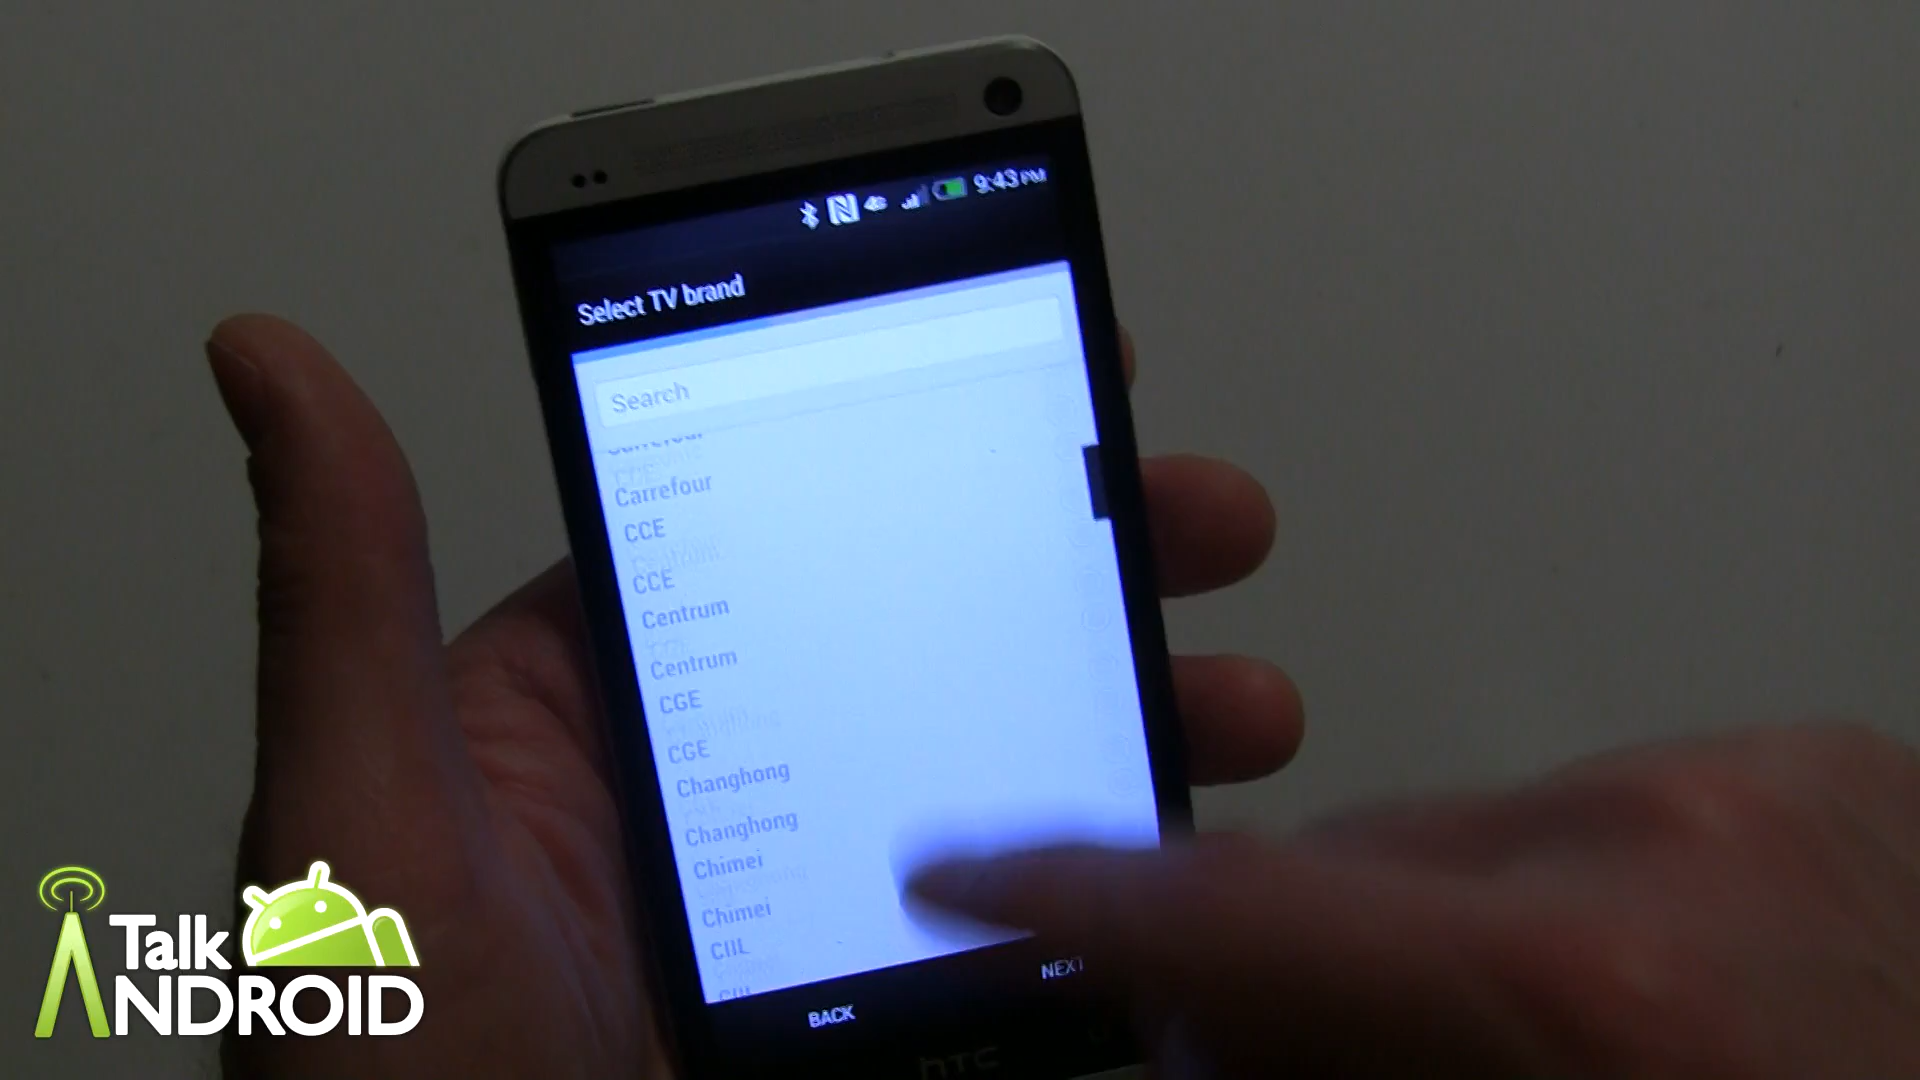 9:43 PM
Select TV brand
Search
Carrefour
Carrefour
CCE
CCE
Centrum
Centrum
CGE
CGE
Changhong
Changhong
Chimei
Chimei
CIIL
CIIL
NEXT
BACK
hTC
Talk
ANDROID